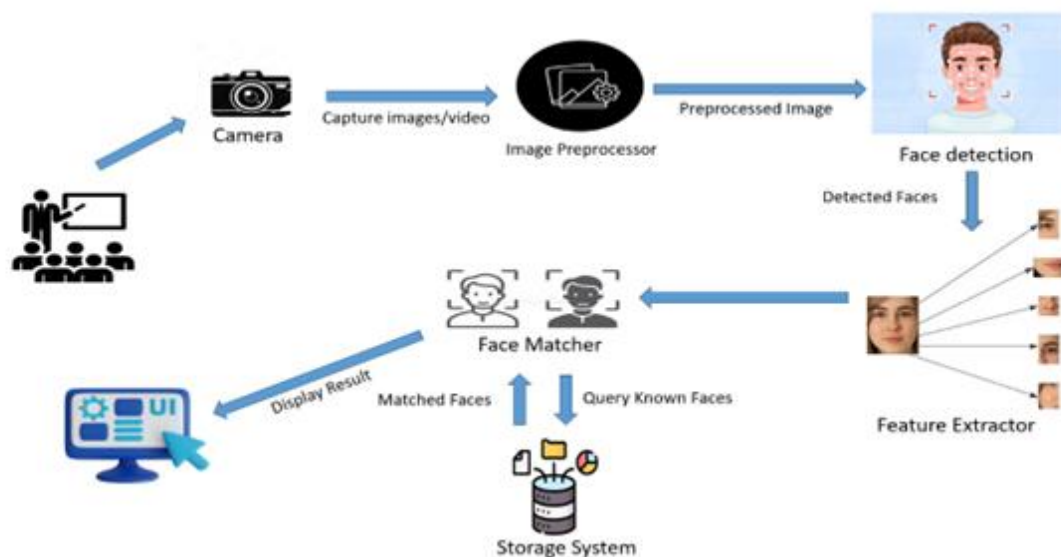 Camera
Capture images/video
Image Preprocessor
Preprocessed Image
Face detection
Detected Faces
Feature Extractor
Face Matcher
Matched Faces
Query Known Faces
Storage System
Display Result
UI